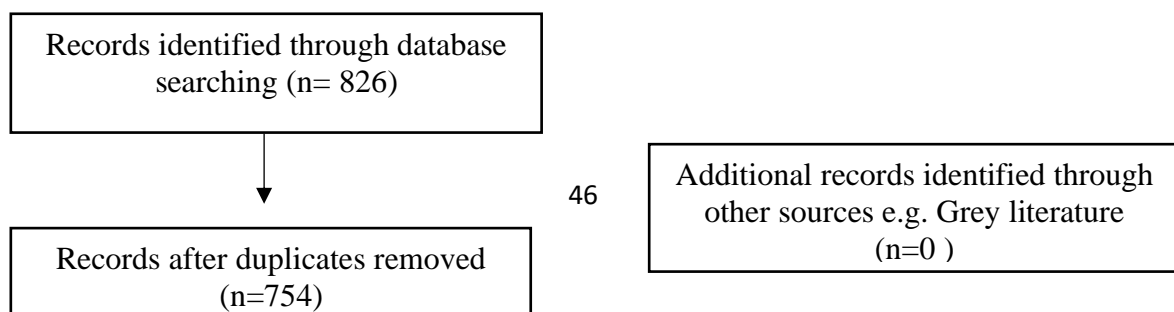 Records identified through database
searching (n= 826)
46
Additional records identified through
other sources e.g. Grey literature
(n=0 )
Records after duplicates removed
(n=754)